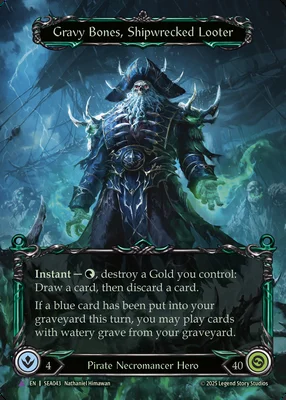 Gravy Bones, Shipwrecked Looter
Instant — , destroy a Gold you control:
Draw a card, then discard a card.
If a blue card has been put into your
graveyard this turn, you may play cards
with watery grave from your graveyard.
4
Pirate Necromancer Hero
40
EN | SEA043 Nathaniel Himawan
© 2025 Legend Story Studios